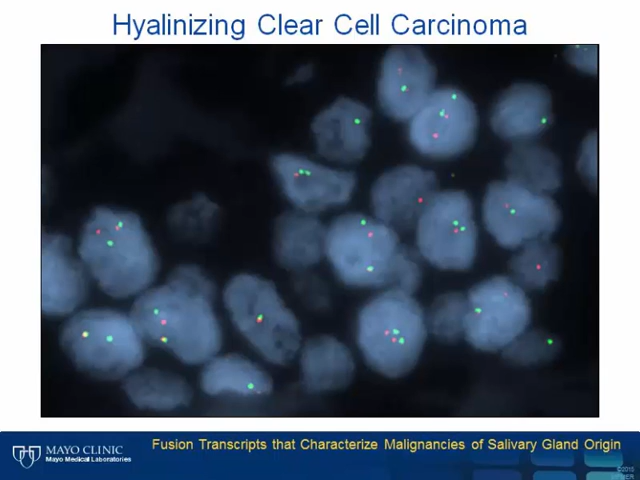 Hyalinizing Clear Cell Carcinoma
Fusion Transcripts that Characterize Malignancies of Salivary Gland Origin
MAYO CLINIC
Mayo Medical Laboratories